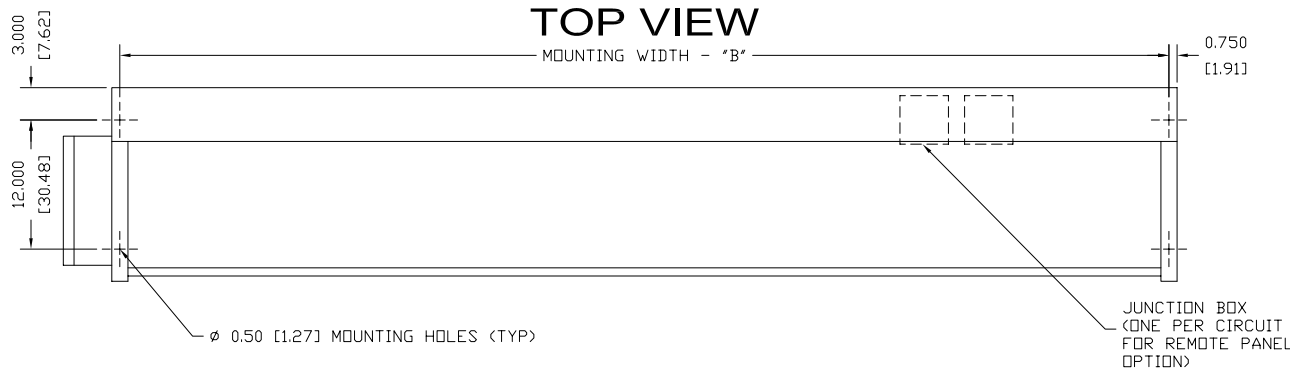 TOP VIEW
MOUNTING WIDTH - "B"
3.000
[7.62]
0.750
[1.91]
12.000
[30.48]
ø 0.50 [1.27] MOUNTING HOLES (TYP)
JUNCTION BOX
(ONE PER CIRCUIT
FOR REMOTE PANEL
OPTION)